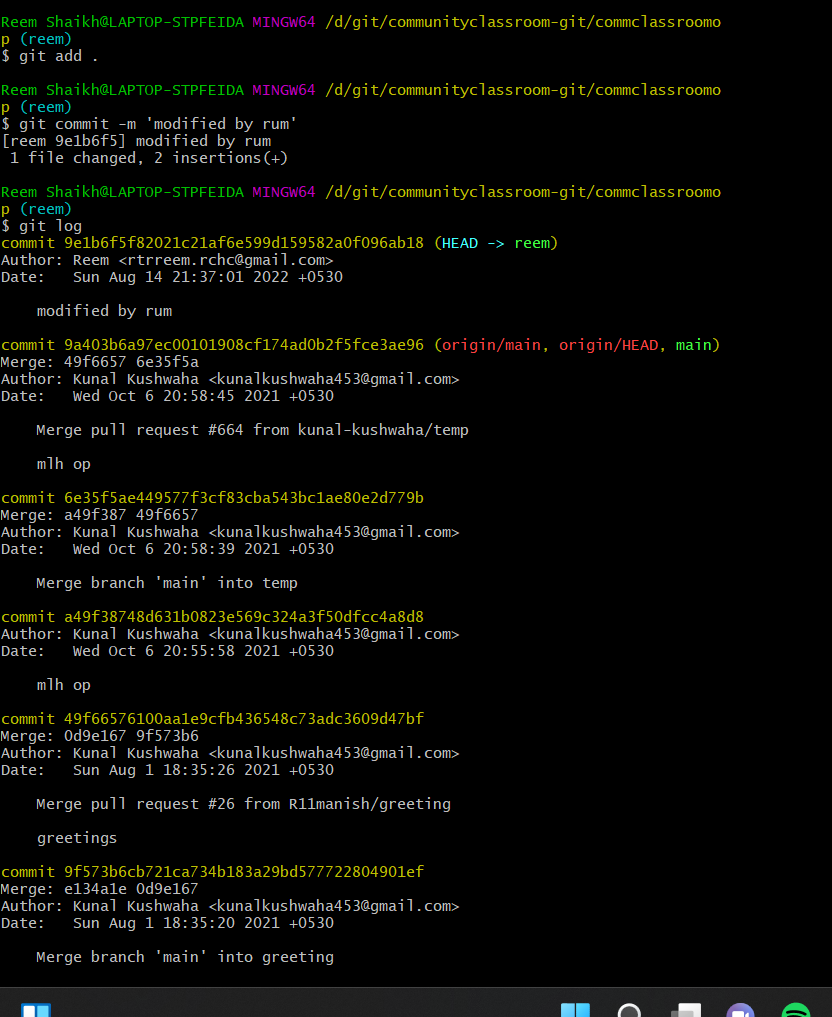 Reem Shaikh@LAPTOP-STPFEIDA MINGW64 /d/git/communityclassroom-git/commclassroomo
p (reem)
$ git add .
Reem Shaikh@LAPTOP-STPFEIDA MINGW64 /d/git/communityclassroom-git/commclassroomo
p (reem)
$ git commit -m 'modified by rum'
[reem 9e1b6f5] modified by rum
 1 file changed, 2 insertions(+)
Reem Shaikh@LAPTOP-STPFEIDA MINGW64 /d/git/communityclassroom-git/commclassroomo
p (reem)
$ git log
commit 9e1b6f5f82021c21af6e599d159582a0f096ab18 (HEAD -> reem)
Author: Reem <rtrreem.rchc@gmail.com>
Date:   Sun Aug 14 21:37:01 2022 +0530
    modified by rum
commit 9a403b6a97ec00101908cf174ad0b2f5fce3ae96 (origin/main, origin/HEAD, main)
Merge: 49f6657 6e35f5a
Author: Kunal Kushwaha <kunalkushwaha453@gmail.com>
Date:   Wed Oct 6 20:58:45 2021 +0530
    Merge pull request #664 from kunal-kushwaha/temp
    mlh op
commit 6e35f5ae449577f3cf83cba543bc1ae80e2d779b
Merge: a49f387 49f6657
Author: Kunal Kushwaha <kunalkushwaha453@gmail.com>
Date:   Wed Oct 6 20:58:39 2021 +0530
    Merge branch 'main' into temp
commit a49f38748d631b0823e569c324a3f50dfcc4a8d8
Author: Kunal Kushwaha <kunalkushwaha453@gmail.com>
Date:   Wed Oct 6 20:55:58 2021 +0530
    mlh op
commit 49f66576100aa1e9cfb436548c73adc3609d47bf
Merge: 0d9e167 9f573b6
Author: Kunal Kushwaha <kunalkushwaha453@gmail.com>
Date:   Sun Aug 1 18:35:26 2021 +0530
    Merge pull request #26 from R11manish/greeting
    greetings
commit 9f573b6cb721ca734b183a29bd577722804901ef
Merge: e134a1e 0d9e167
Author: Kunal Kushwaha <kunalkushwaha453@gmail.com>
Date:   Sun Aug 1 18:35:20 2021 +0530
    Merge branch 'main' into greeting